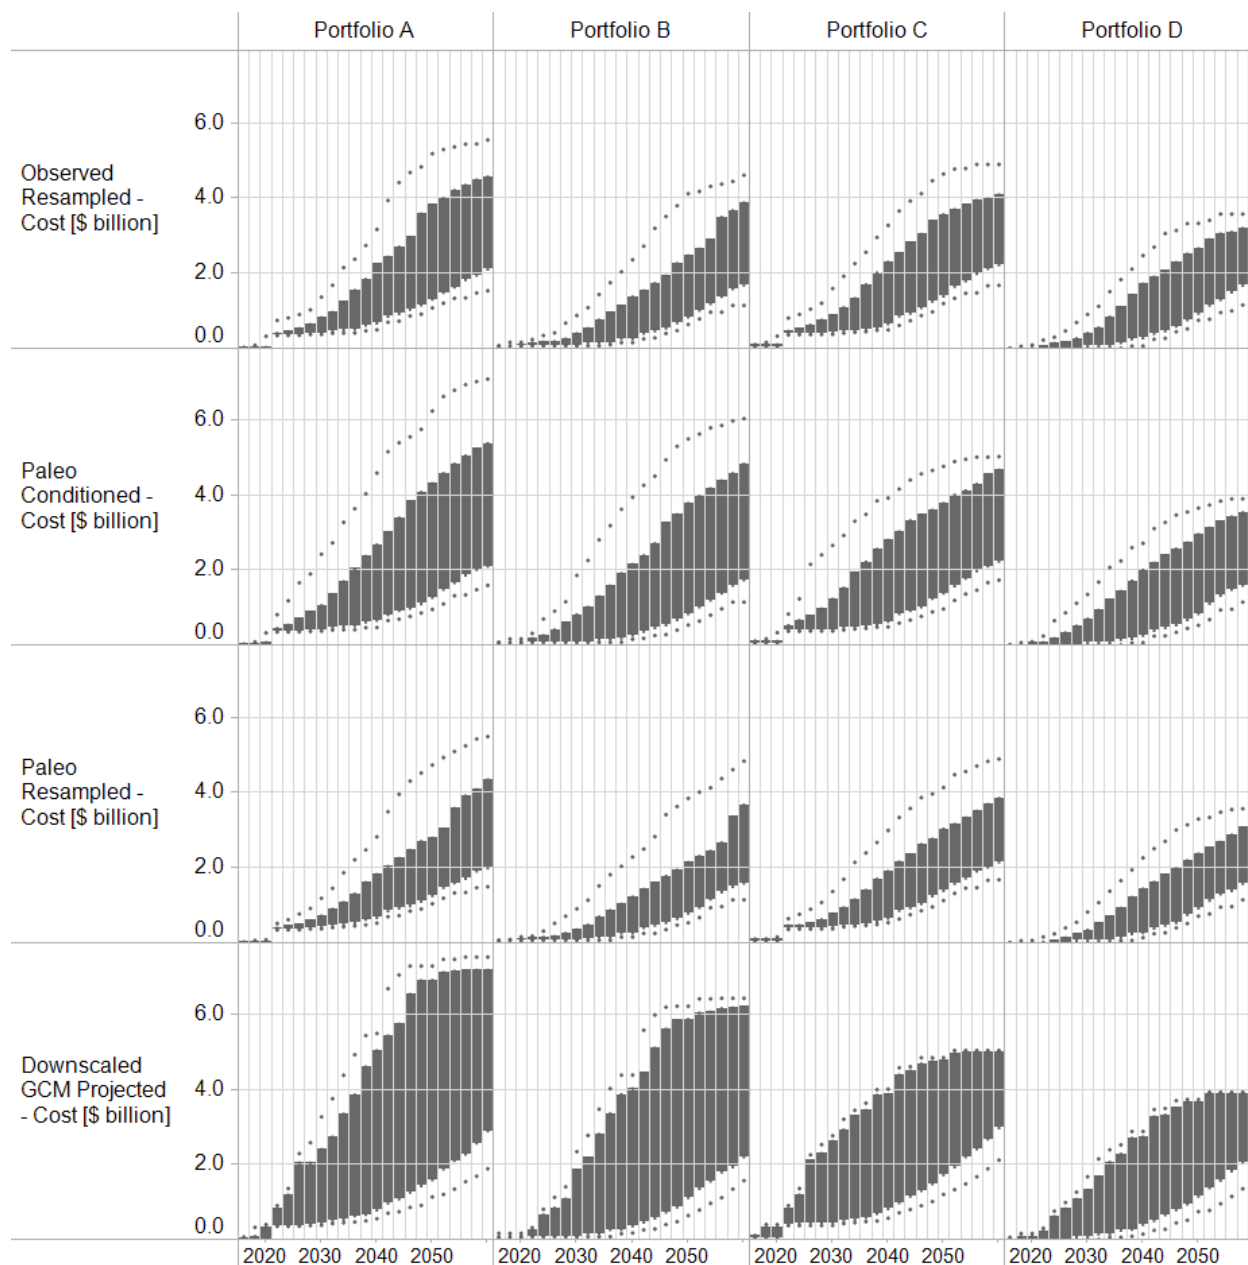 Portfolio A Portfolio B Portfolio C Portfolio D
6.0
Observed
Resampled -
Cost [$ billion]
4.0
2.0
0.0
6.0
Paleo
Conditioned -
Cost [$ billion]
4.0
2.0
0.0
6.0
Paleo
Resampled -
Cost [$ billion]
4.0
2.0
0.0
6.0
Downscaled
GCM Projected
- Cost [$ billion]
4.0
2.0
0.0
2020 2030 2040 2050 2020 2030 2040 2050 2020 2030 2040 2050 2020 2030 2040 2050